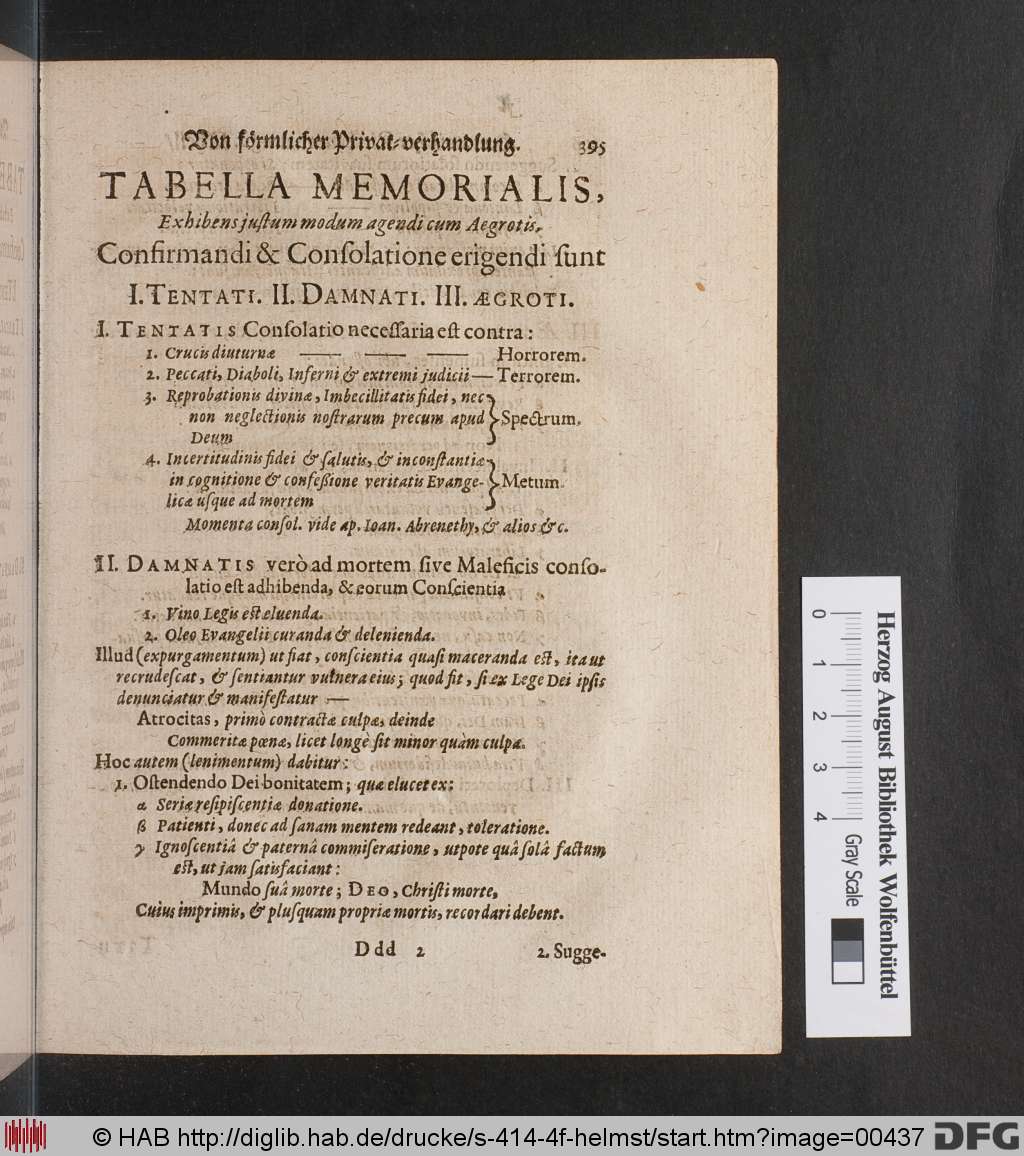 Von förmlicher Privat-verhandlung. 395
TABELLA MEMORIALIS,
Exhibens juſtum modum agendi cum Aegrotis.
Confirmandi & Conſolatione erigendi ſunt
I. TENTATI. II. DAMNATI. III. ÆGROTI.
I. TENTATIS Conſolatio neceſſaria eſt contra:
1. Crucis diuturnæ — — — Horrorem.
2. Peccati, Diaboli, Inferni & extremi judicii — Terrorem.
3. Reprobationis divinæ, Imbecillitatis fidei, nec
non neglectionis noſtrarum precum apud } Spectrum.
Deum
4. Incertitudinis fidei & ſalutis, & inconſtantiæ
in cognitione & confeßione veritatis Evange- } Metum.
licæ uſque ad mortem
Momenta conſol. vide ap. Ioan. Abrenethy, & alios &c.
II. DAMNATIS verò ad mortem ſive Maleficis conſo-
latio eſt adhibenda, & eorum Conſcientia
1. Vino Legis eſt eluenda.
2. Oleo Evangelii curanda & delenienda.
Illud (expurgamentum) ut fiat, conſcientia quaſi maceranda eſt, ita ut
recrudeſcat, & ſentiantur vulnera eius; quod fit, ſi ex Lege Dei ipſis
denunciatur & manifeſtatur —
Atrocitas, primò contractæ culpæ, deinde
Commeritæ pœnæ, licet longè ſit minor quàm culpa.
Hoc autem (lenimentum) dabitur:
1. Oſtendendo Dei bonitatem; quæ elucet ex:
α Seriæ reſipiſcentiæ donatione.
β Patienti, donec ad ſanam mentem redeant, toleratione.
γ Ignoſcentiâ & paternâ commiſeratione, utpote quâ ſolâ factum
eſt, ut jam ſatisfaciant:
Mundo ſuâ morte; DEO, Chriſti morte,
Cuius imprimis, & pluſquam propriæ mortis, recordari debent.
Ddd 2 2. Sugge-
0 1 2 3 4
Herzog August Bibliothek Wolfenbüttel
Gray Scale
© HAB http://diglib.hab.de/drucke/s-414-4f-helmst/start.htm?image=00437 DFG